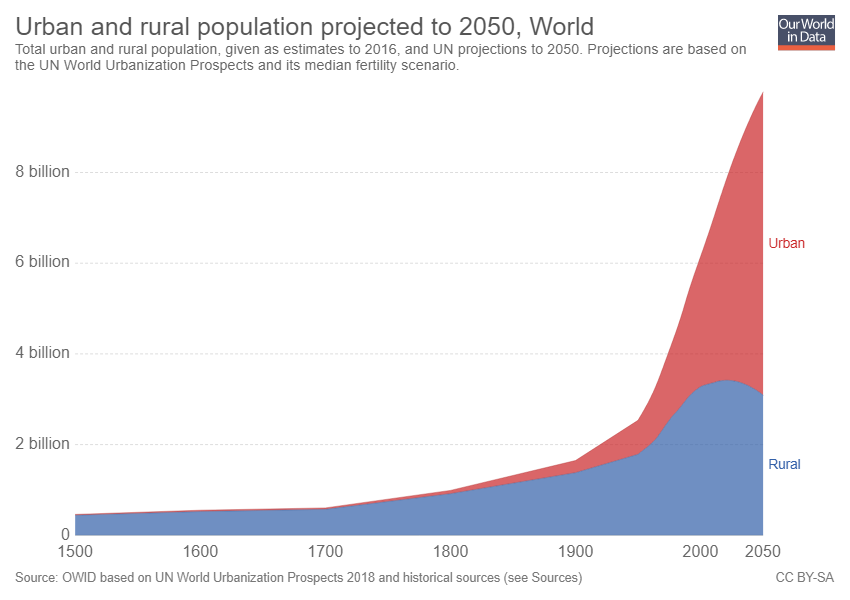 Urban and rural population projected to 2050, World
Total urban and rural population, given as estimates to 2016, and UN projections to 2050. Projections are based on
the UN World Urbanization Prospects and its median fertility scenario.
Our World
in Data
8 billion
6 billion
4 billion
2 billion
0
Urban
Rural
1500 1600 1700 1800 1900 2000 2050
Source: OWID based on UN World Urbanization Prospects 2018 and historical sources (see Sources)
CC BY-SA